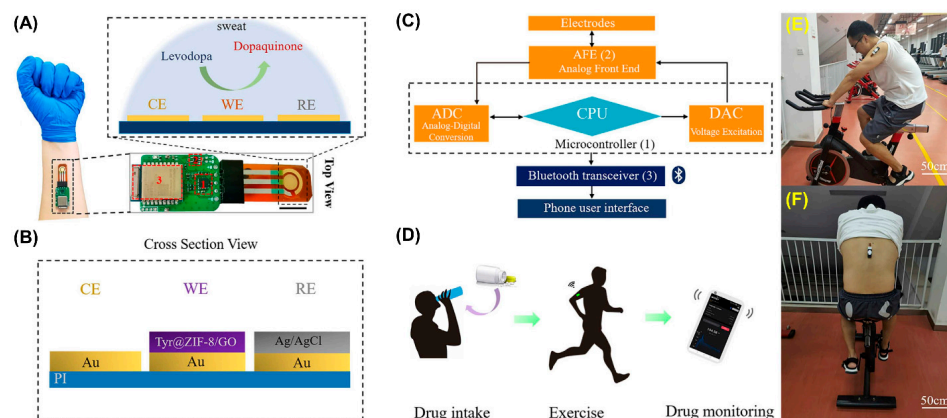 (A)
sweat
Levodopa
Dopaquinone
CE
WE
RE
3
1
Top View
(B)
Cross Section View
CE
WE
RE
Tyr@ZIF-8/GO
Ag/AgCl
Au
Au
Au
PI
(C)
Electrodes
AFE (2)
Analog Front End
ADC
Analog-Digital
Conversion
CPU
DAC
Voltage Excitation
Microcontroller (1)
Bluetooth transceiver (3)
Phone user interface
(D)
Drug intake
Exercise
Drug monitoring
(E)
50cm
(F)
50cm